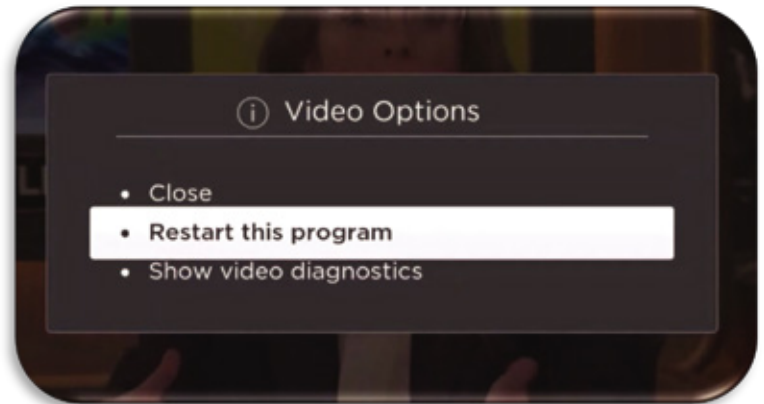 Video Options
• Close
• Restart this program
• Show video diagnostics